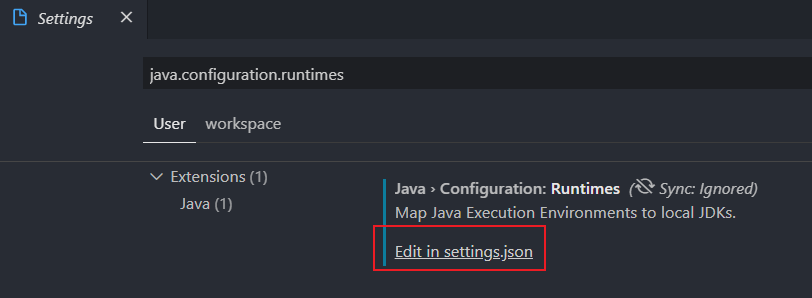 Settings
java.configuration.runtimes
User workspace
Extensions (1)
Java (1)
Java › Configuration: Runtimes (Sync: Ignored)
Map Java Execution Environments to local JDKs.
Edit in settings.json